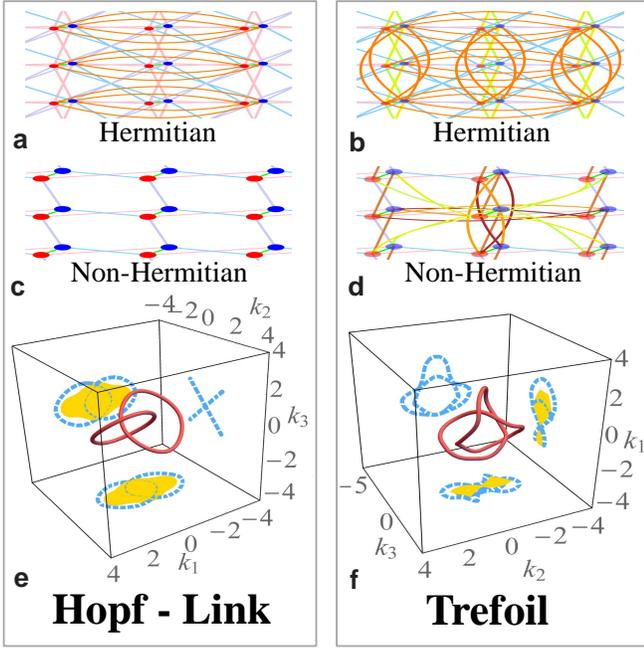 a
Hermitian
b
Hermitian
c
Non-Hermitian
d
Non-Hermitian
−4 −2 0 2 4
k₂
4
2
0
−2
−4
k₃
4 2 0 −2 −4
k₁
e
Hopf - Link
4
2
0
−2
−4
k₁
−5
0
k₃
4 2 0 −2 −4
k₂
f
Trefoil